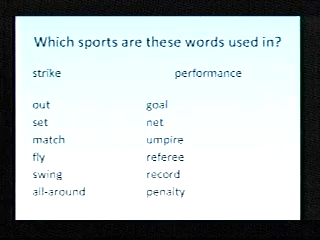 Which sports are these words used in?
strike performance
out goal
set net
match umpire
fly referee
swing record
all-around penalty